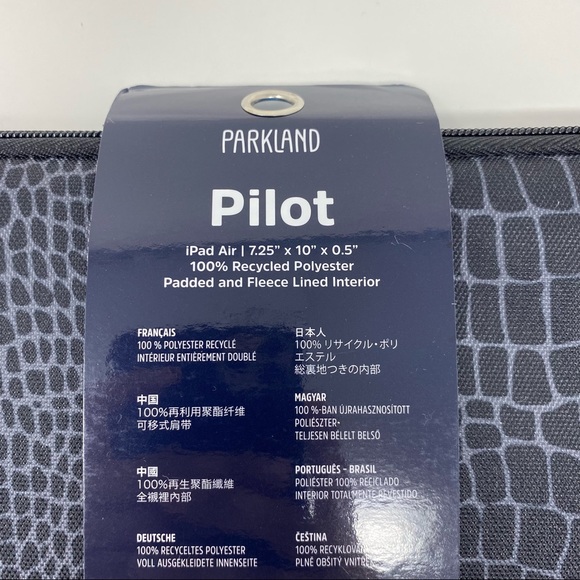 PARKLAND
Pilot
iPad Air | 7.25" x 10" x 0.5"
100% Recycled Polyester
Padded and Fleece Lined Interior
FRANÇAIS
100 % POLYESTER RECYCLÉ
INTÉRIEUR ENTIÈREMENT DOUBLÉ
日本人
100% リサイクル・ポリ
エステル
総裏地つきの内部
中国
100%再利用聚酯纤维
可移式肩带
MAGYAR
100 %-BAN ÚJRAHASZNOSÍTOTT
POLIÉSZTER•
TELJESEN BÉLELT BELSŐ
中國
100%再生聚酯纖維
全襯裡內部
PORTUGUÊS – BRASIL
POLIÉSTER 100% RECICLADO
INTERIOR TOTALMENTE REVESTIDO
DEUTSCHE
100% RECYCELTES POLYESTER
VOLL AUSGEKLEIDETE INNENSEITE
ČEŠTINA
100% RECYKLOVANÝ
PLNĚ OBŠITÝ